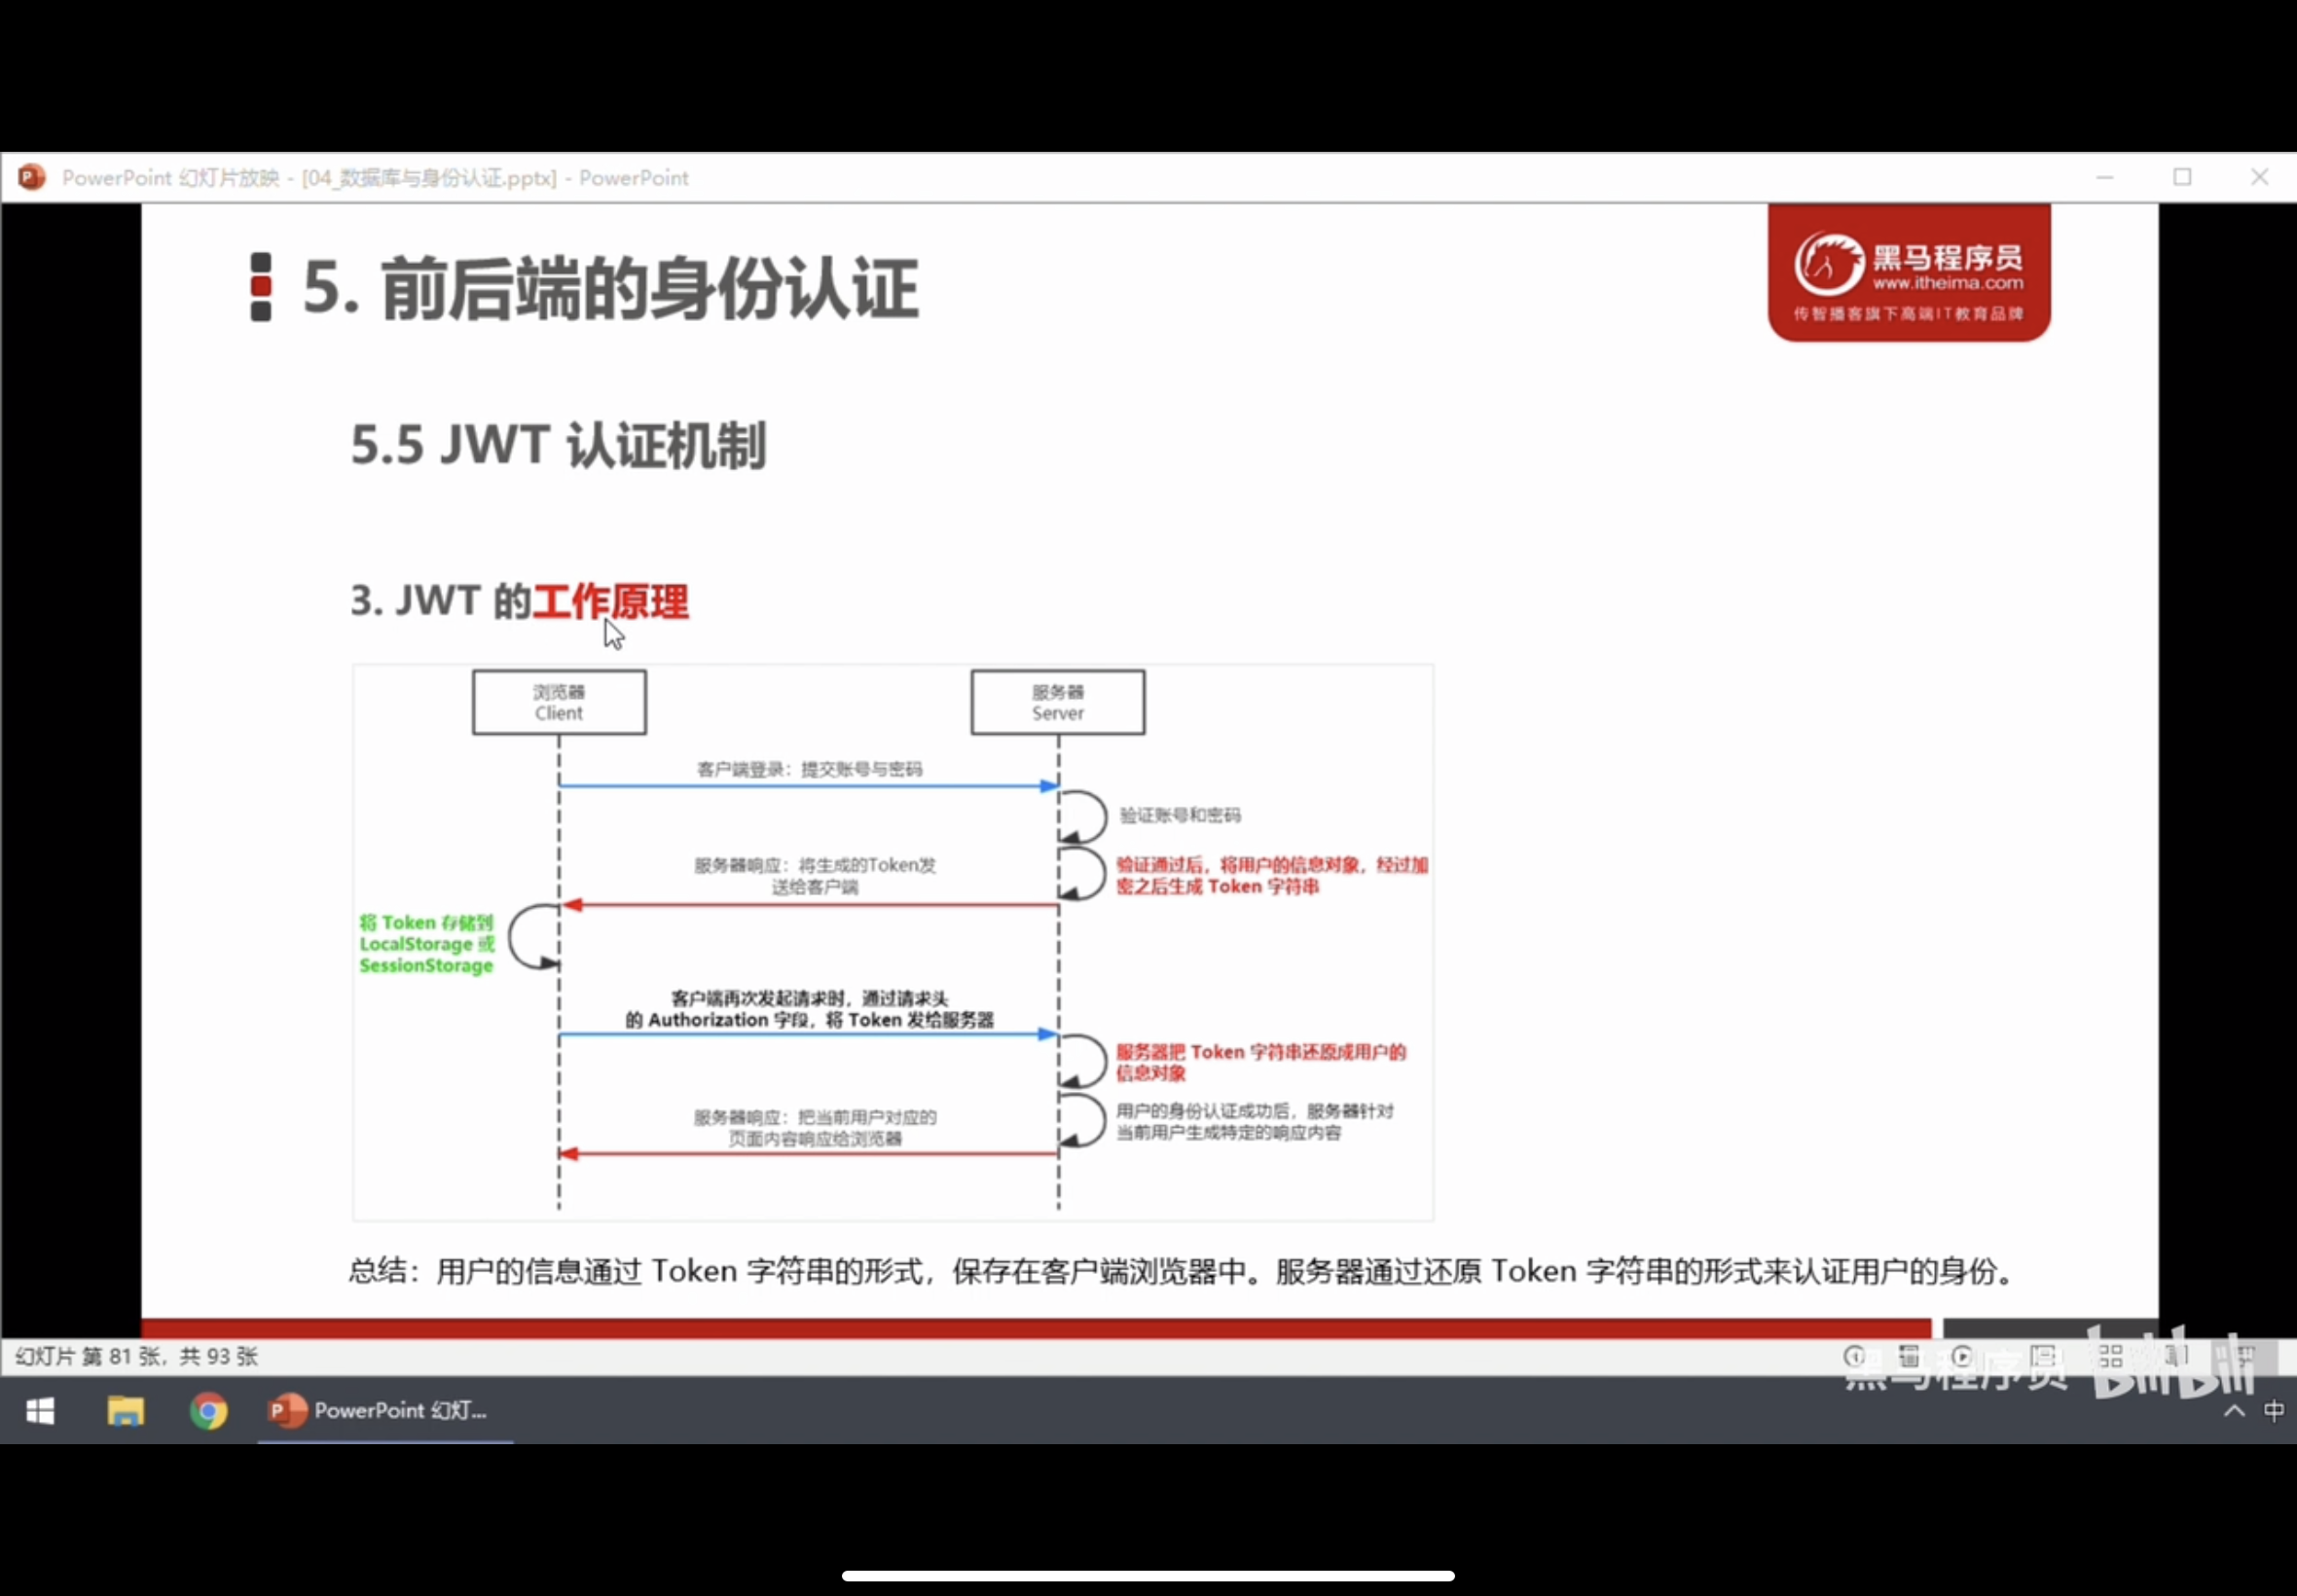 PowerPoint 幻灯片放映 - [04_数据库与身份认证.pptx] - PowerPoint
5. 前后端的身份认证
黑马程序员
www.itheima.com
传智播客旗下高端IT教育品牌
5.5 JWT 认证机制
3. JWT 的工作原理
浏览器
Client
服务器
Server
客户端登录：提交账号与密码
验证账号和密码
验证通过后，将用户的信息对象，经过加
密之后生成 Token 字符串
服务器响应：将生成的Token发
送给客户端
将 Token 存储到
LocalStorage 或
SessionStorage
客户端再次发起请求时，通过请求头
的 Authorization 字段，将 Token 发给服务器
服务器把 Token 字符串还原成用户的
信息对象
用户的身份认证成功后，服务器针对
当前用户生成特定的响应内容
服务器响应：把当前用户对应的
页面内容响应给浏览器
总结：用户的信息通过 Token 字符串的形式，保存在客户端浏览器中。服务器通过还原 Token 字符串的形式来认证用户的身份。
幻灯片 第 81 张，共 93 张
黑马程序员 bilibili
PowerPoint 幻灯...
中